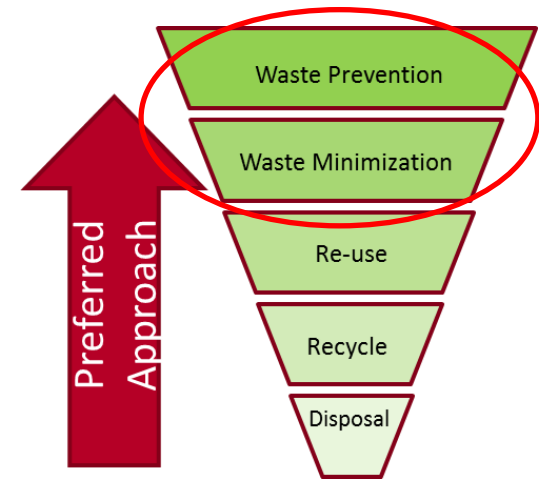 Waste Prevention
Waste Minimization
Re-use
Recycle
Disposal
Preferred
Approach